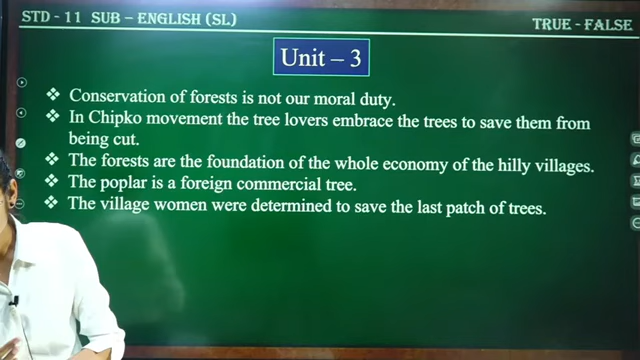 STD - 11 SUB – ENGLISH (SL)
TRUE - FALSE
Unit – 3
❖ Conservation of forests is not our moral duty.
❖ In Chipko movement the tree lovers embrace the trees to save them from
being cut.
❖ The forests are the foundation of the whole economy of the hilly villages.
❖ The poplar is a foreign commercial tree.
❖ The village women were determined to save the last patch of trees.